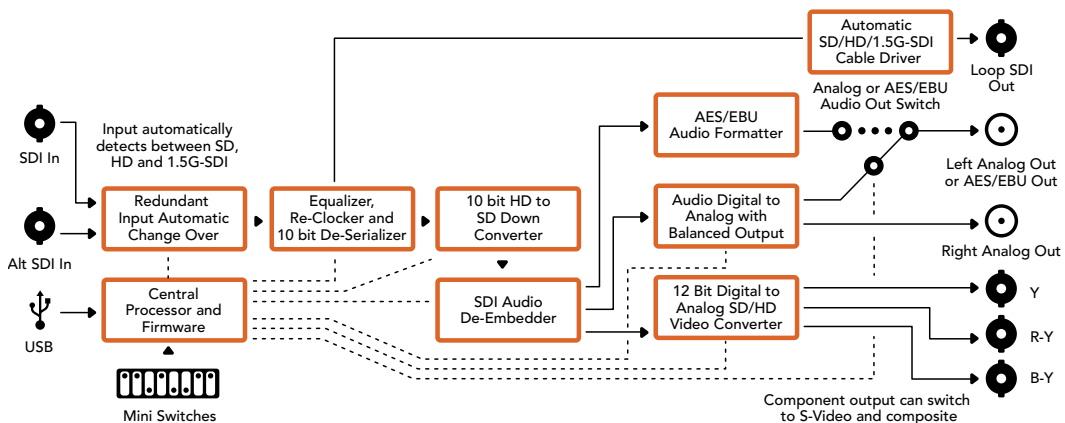 Automatic
SD/HD/1.5G-SDI
Cable Driver
Loop SDI
Out
Analog or AES/EBU
Audio Out Switch
AES/EBU
Audio Formatter
SDI In
Input automatically
detects between SD,
HD and 1.5G-SDI
Left Analog Out
or AES/EBU Out
Redundant
Input Automatic
Change Over
Equalizer,
Re-Clocker and
10 bit De-Serializer
10 bit HD to
SD Down
Converter
Audio Digital to
Analog with
Balanced Output
Alt SDI In
Right Analog Out
Central
Processor and
Firmware
SDI Audio
De-Embedder
12 Bit Digital to
Analog SD/HD
Video Converter
Y
USB
R-Y
B-Y
Mini Switches
Component output can switch
to S-Video and composite